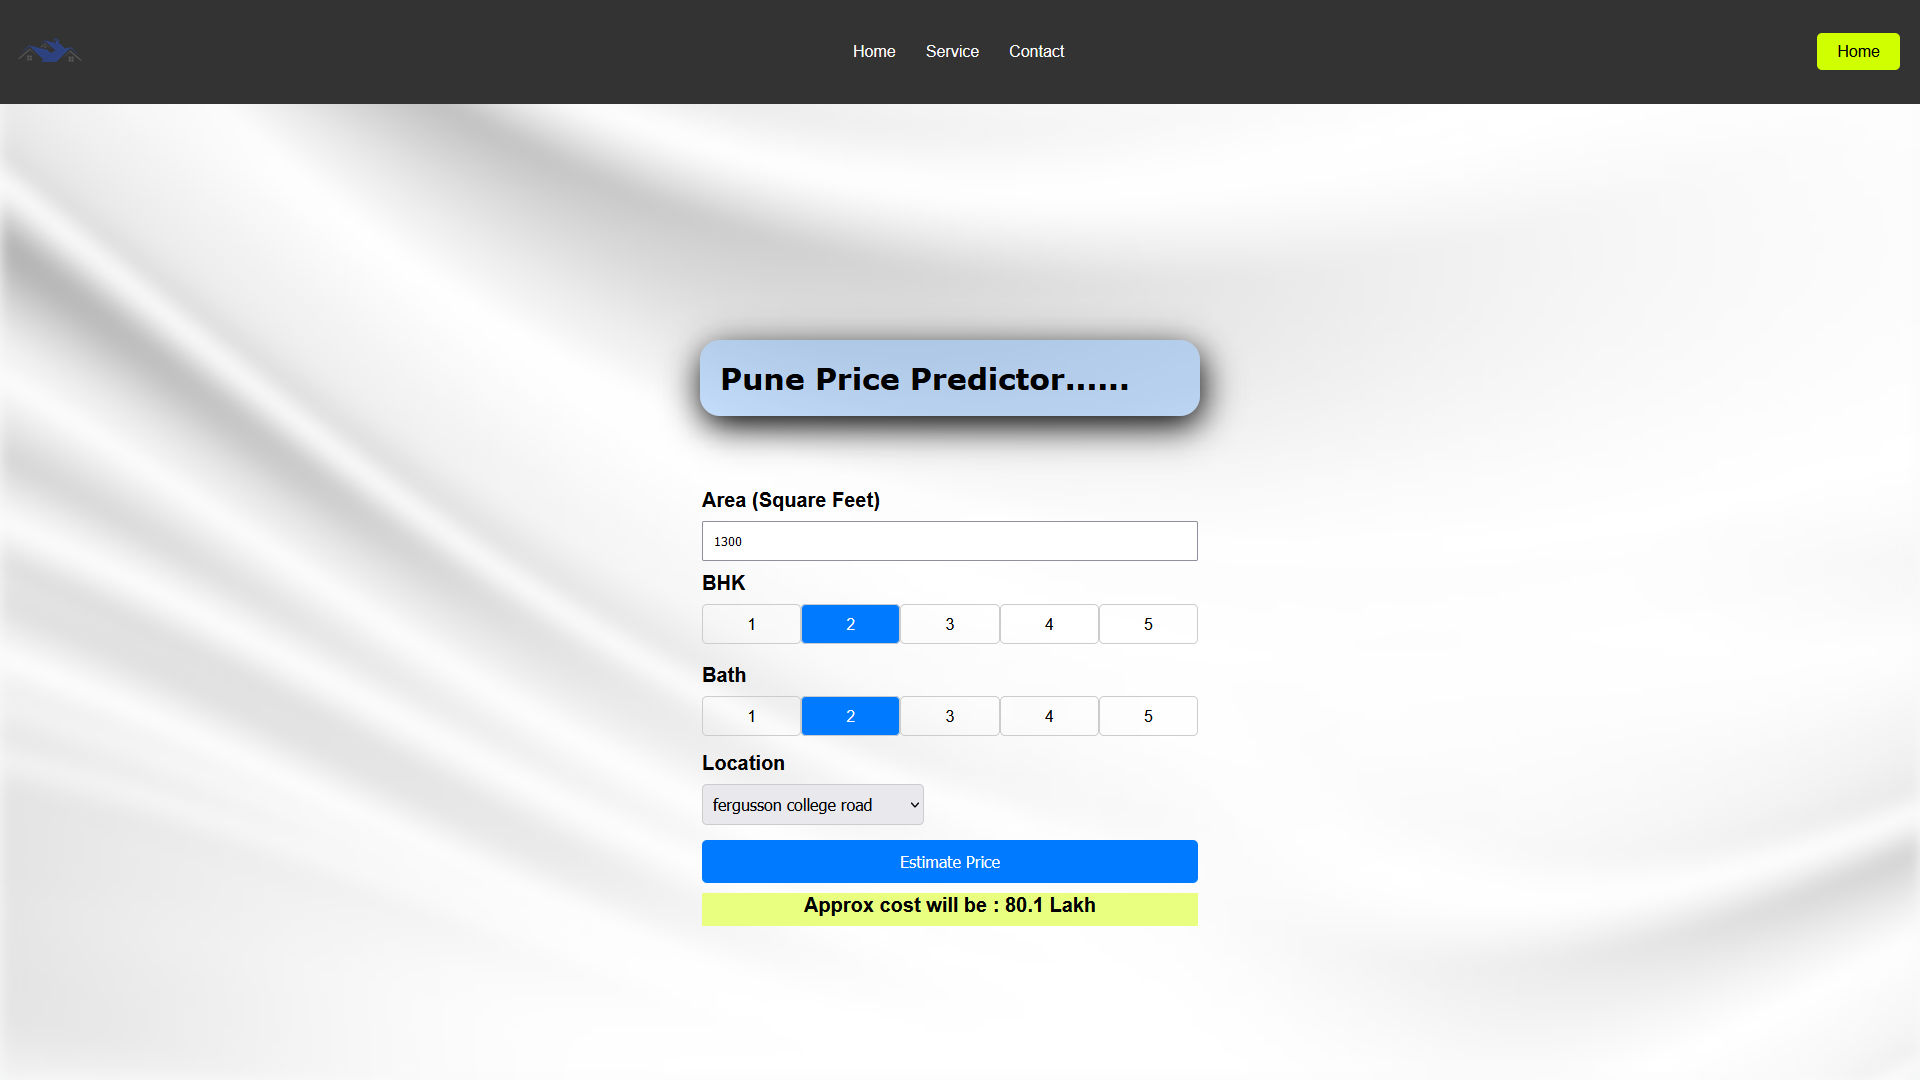 Home Service Contact Home
Pune Price Predictor......
Area (Square Feet)
1300
BHK
1 2 3 4 5
Bath
1 2 3 4 5
Location
fergusson college road
Estimate Price
Approx cost will be : 80.1 Lakh